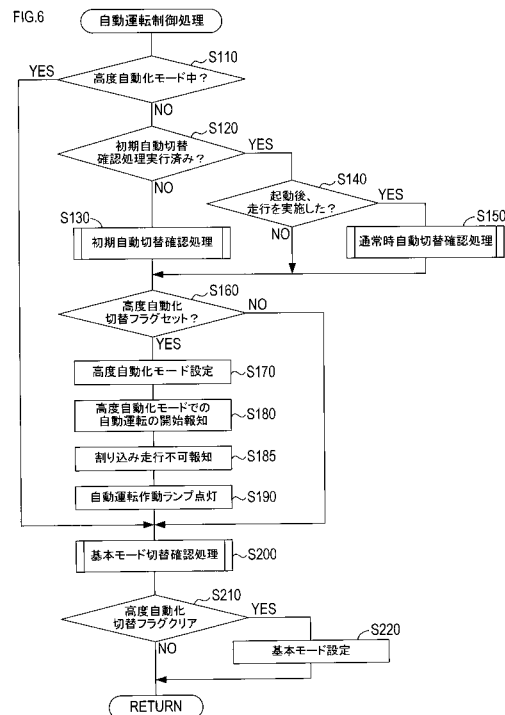 FIG.6
自動運転制御処理
S110
YES
高度自動化モード中？
NO
S120
初期自動切替
確認処理実行済み？
YES
NO
S140
起動後、
走行を実施した？
YES
NO
S130
初期自動切替確認処理
S150
通常時自動切替確認処理
S160
高度自動化
切替フラグセット？
NO
YES
高度自動化モード設定
S170
高度自動化モードでの
自動運転の開始報知
S180
割り込み走行不可報知
S185
自動運転作動ランプ点灯
S190
基本モード切替確認処理
S200
S210
高度自動化
切替フラグクリア
YES
NO
S220
基本モード設定
RETURN